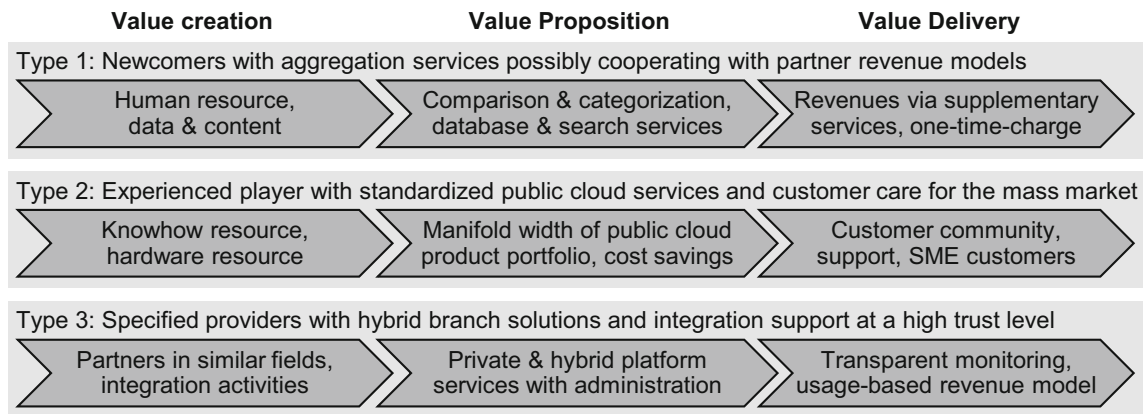 Value creation Value Proposition Value Delivery
Type 1: Newcomers with aggregation services possibly cooperating with partner revenue models
Human resource,
data & content
Comparison & categorization,
database & search services
Revenues via supplementary
services, one-time-charge
Type 2: Experienced player with standardized public cloud services and customer care for the mass market
Knowhow resource,
hardware resource
Manifold width of public cloud
product portfolio, cost savings
Customer community,
support, SME customers
Type 3: Specified providers with hybrid branch solutions and integration support at a high trust level
Partners in similar fields,
integration activities
Private & hybrid platform
services with administration
Transparent monitoring,
usage-based revenue model